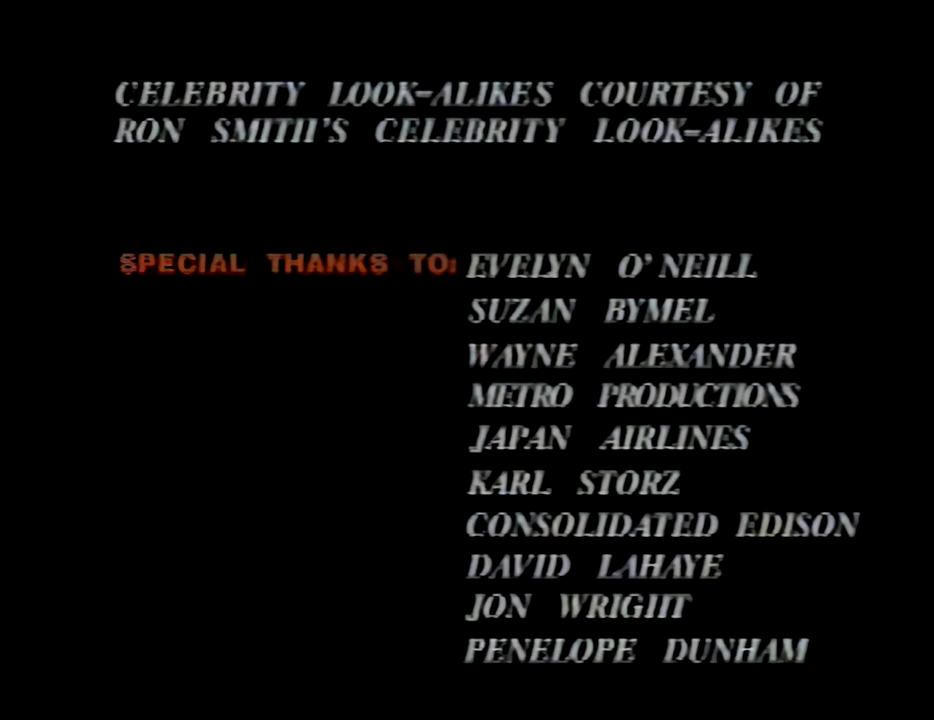 CELEBRITY LOOK-ALIKES COURTESY OF
RON SMITH'S CELEBRITY LOOK-ALIKES
SPECIAL THANKS TO: EVELYN O'NEILL
SUZAN BYMEL
WAYNE ALEXANDER
METRO PRODUCTIONS
JAPAN AIRLINES
KARL STORZ
CONSOLIDATED EDISON
DAVID LAHAYE
JON WRIGHT
PENELOPE DUNHAM